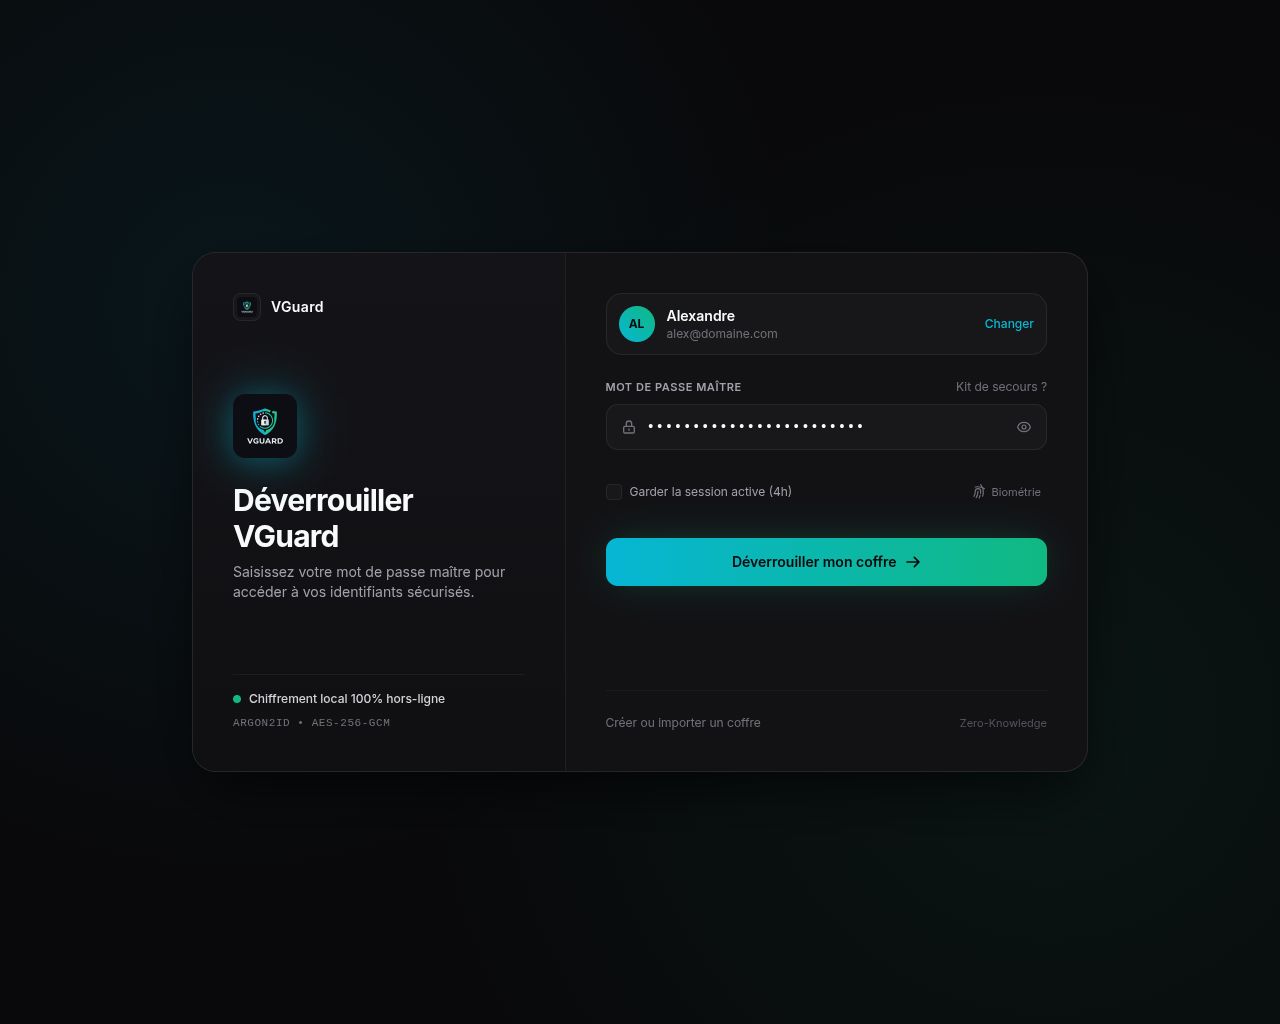 VGuard
VGUARD
Déverrouiller
VGuard
Saisissez votre mot de passe maître pour
accéder à vos identifiants sécurisés.
Chiffrement local 100% hors-ligne
ARGON2ID • AES-256-GCM
AL
Alexandre
alex@domaine.com
Changer
MOT DE PASSE MAÎTRE
Kit de secours ?
••••••••••••••••••••••••
Garder la session active (4h)
Biométrie
Déverrouiller mon coffre →
Créer ou importer un coffre
Zero-Knowledge